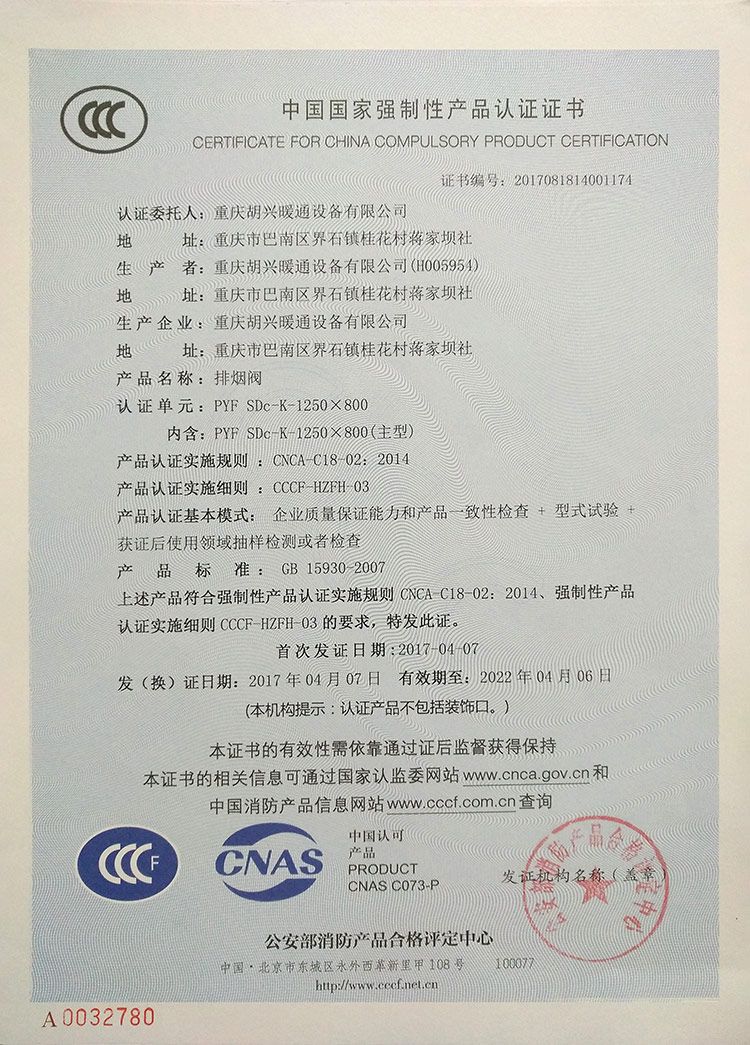 CCC
中国国家强制性产品认证证书
CERTIFICATE FOR CHINA COMPULSORY PRODUCT CERTIFICATION
证书编号：2017081814001174
认证委托人：重庆胡兴暖通设备有限公司
地 址：重庆市巴南区界石镇桂花村蒋家坝社
生 产 者：重庆胡兴暖通设备有限公司(H005954)
地 址：重庆市巴南区界石镇桂花村蒋家坝社
生产企业：重庆胡兴暖通设备有限公司
地 址：重庆市巴南区界石镇桂花村蒋家坝社
产品名称：排烟阀
认证单元：PYF SDc-K-1250×800
内含：PYF SDc-K-1250×800(主型)
产品认证实施规则 ：CNCA-C18-02：2014
产品认证实施细则 ：CCCF-HZFH-03
产品认证基本模式： 企业质量保证能力和产品一致性检查 + 型式试验 +
获证后使用领域抽样检测或者检查
产 品 标 准： GB 15930-2007
上述产品符合强制性产品认证实施规则 CNCA-C18-02：2014、强制性产品
认证实施细则 CCCF-HZFH-03 的要求，特发此证。
首次发证日期:2017-04-07
发（换）证日期：2017 年 04 月 07 日 有效期至：2022 年 04 月 06 日
(本机构提示：认证产品不包括装饰口。)
本证书的有效性需依靠通过证后监督获得保持
本证书的相关信息可通过国家认监委网站 www.cnca.gov.cn 和
中国消防产品信息网站 www.cccf.com.cn 查询
CCCF
CNAS
中国认可
产品
PRODUCT
CNAS C073-P
发证机构名称（盖章）
公安部消防产品合格评定中心
公安部消防产品合格评定中心
中国·北京市东城区永外西革新里甲 108 号 100077
http://www.cccf.net.cn
A 0032780